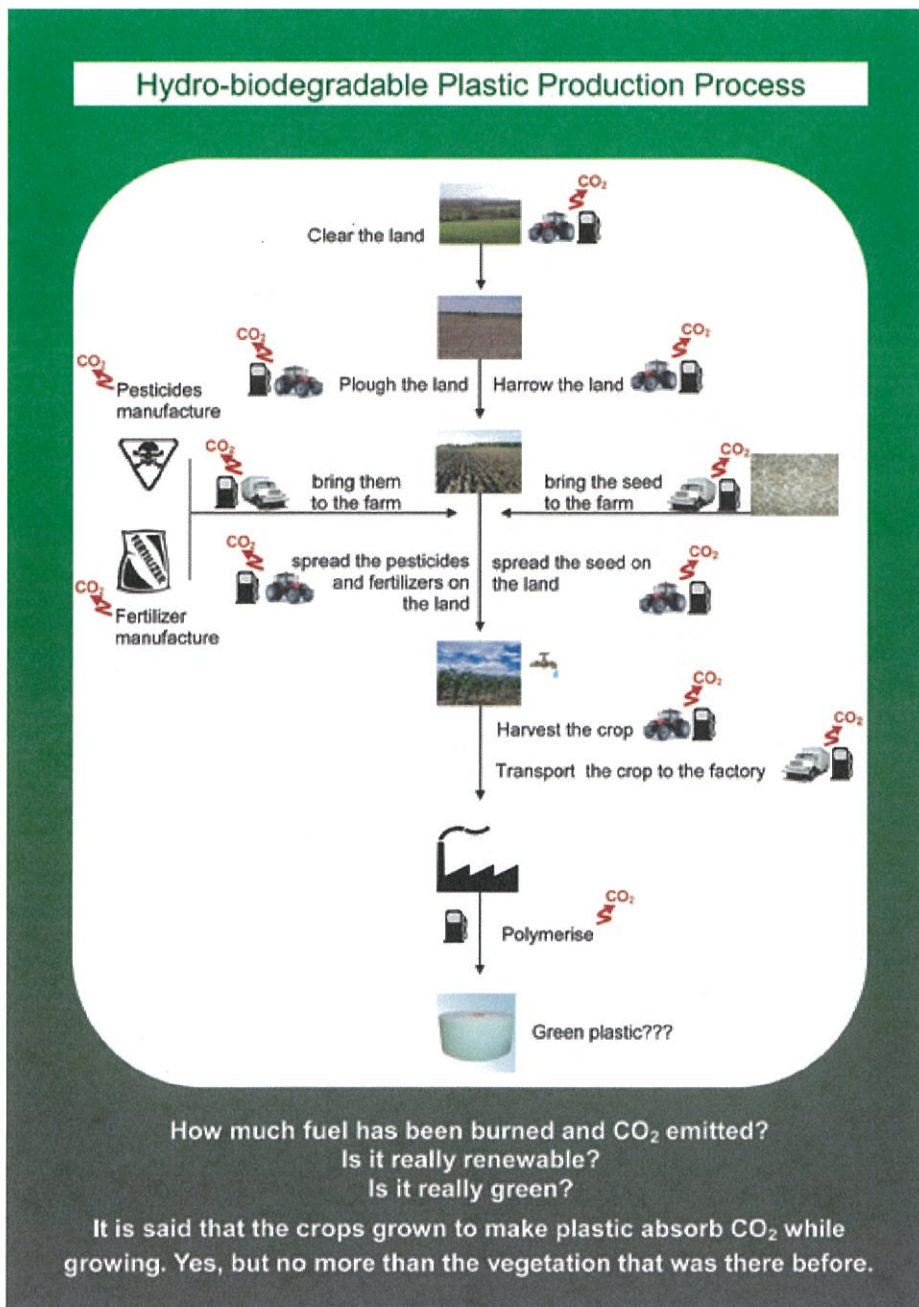 Hydro-biodegradable Plastic Production Process
CO₂
Clear the land
CO₂
CO₂
CO₂
Plough the land
Harrow the land
Pesticides
manufacture
CO₂
CO₂
bring them
to the farm
bring the seed
to the farm
FERTILIZER
CO₂
CO₂
spread the pesticides
and fertilizers on
the land
spread the seed on
the land
CO₂
Fertilizer
manufacture
CO₂
Harvest the crop
CO₂
Transport the crop to the factory
CO₂
Polymerise
Green plastic???
How much fuel has been burned and CO₂ emitted?
Is it really renewable?
Is it really green?
It is said that the crops grown to make plastic absorb CO₂ while
growing. Yes, but no more than the vegetation that was there before.